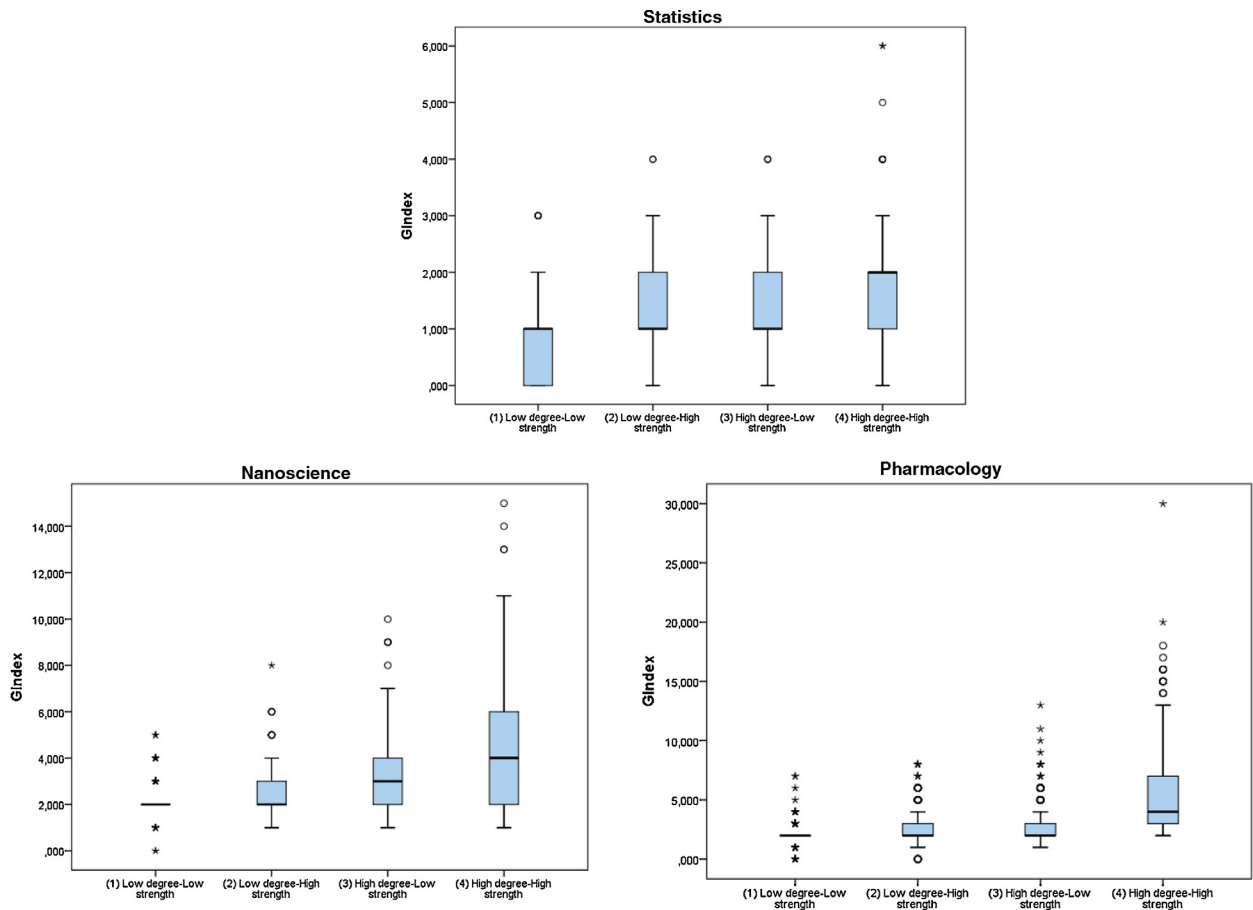 Statistics
6,000
5,000
4,000
3,000
2,000
1,000
,000
GIndex
(1) Low degree-Low
strength
(2) Low degree-High
strength
(3) High degree-Low
strength
(4) High degree-High
strength
Nanoscience
14,000
12,000
10,000
8,000
6,000
4,000
2,000
,000
GIndex
(1) Low degree-Low
strength
(2) Low degree-High
strength
(3) High degree-Low
strength
(4) High degree-High
strength
Pharmacology
30,000
25,000
20,000
15,000
10,000
5,000
,000
GIndex
(1) Low degree-Low
strength
(2) Low degree-High
strength
(3) High degree-Low
strength
(4) High degree-High
strength